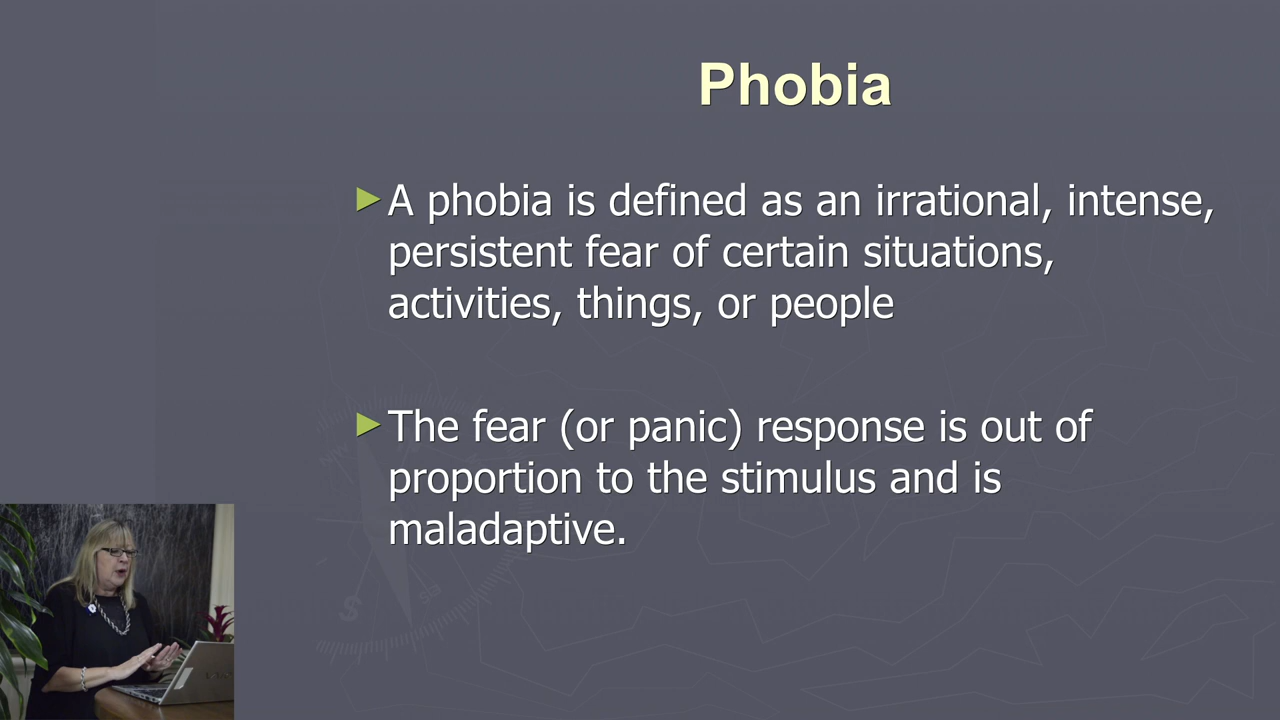 Phobia
►A phobia is defined as an irrational, intense,
persistent fear of certain situations,
activities, things, or people
►The fear (or panic) response is out of
proportion to the stimulus and is
maladaptive.